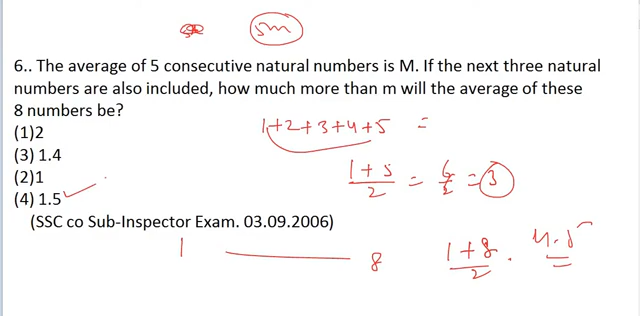 5m
6.. The average of 5 consecutive natural numbers is M. If the next three natural
numbers are also included, how much more than m will the average of these
8 numbers be?
(1)2
(3) 1.4
(2)1
(4) 1.5
(SSC co Sub-Inspector Exam. 03.09.2006)
1+2+3+4+5 =
1+5/2 = 6/2 = 3
1 8 1+8/2 . 4.5